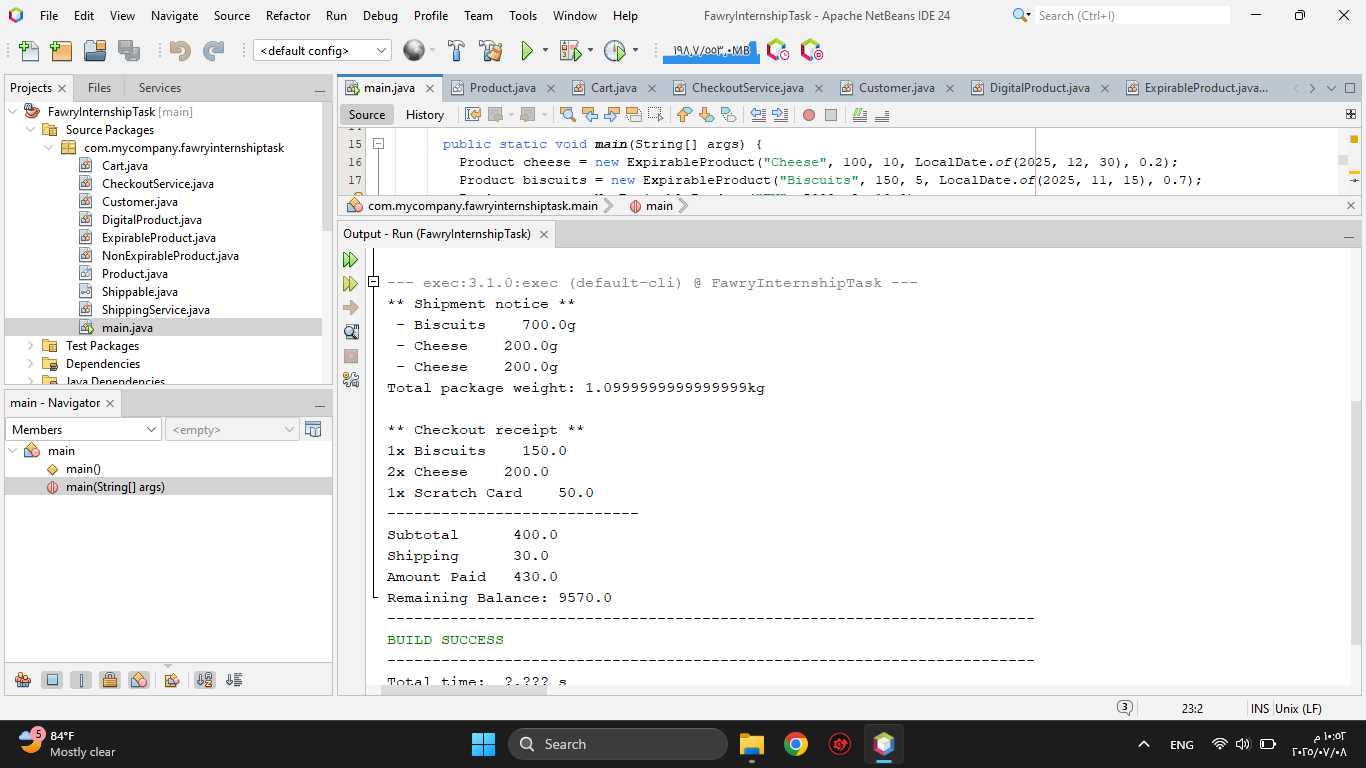 FawryInternshipTask - Apache NetBeans IDE 24
File Edit View Navigate Source Refactor Run Debug Profile Team Tools Window Help
Search (Ctrl+I)
<default config>
١٩٨٫٧/٥٥٣٫٠MB
Projects Files Services
FawryInternshipTask [main]
Source Packages
com.mycompany.fawryinternshiptask
Cart.java
CheckoutService.java
Customer.java
DigitalProduct.java
ExpirableProduct.java
NonExpirableProduct.java
Product.java
Shippable.java
ShippingService.java
main.java
Test Packages
Dependencies
Java Dependencies
main - Navigator
Members
<empty>
main
main()
main(String[] args)
main.java Product.java Cart.java CheckoutService.java Customer.java DigitalProduct.java ExpirableProduct.java...
Source History
15 public static void main(String[] args) {
16 Product cheese = new ExpirableProduct("Cheese", 100, 10, LocalDate.of(2025, 12, 30), 0.2);
17 Product biscuits = new ExpirableProduct("Biscuits", 150, 5, LocalDate.of(2025, 11, 15), 0.7);
com.mycompany.fawryinternshiptask.main main
Output - Run (FawryInternshipTask)
--- exec:3.1.0:exec (default-cli) @ FawryInternshipTask ---
** Shipment notice **
- Biscuits 700.0g
- Cheese 200.0g
- Cheese 200.0g
Total package weight: 1.0999999999999999kg
** Checkout receipt **
1x Biscuits 150.0
2x Cheese 200.0
1x Scratch Card 50.0
----------------------------
Subtotal 400.0
Shipping 30.0
Amount Paid 430.0
Remaining Balance: 9570.0
------------------------------------------------------------------------
BUILD SUCCESS
------------------------------------------------------------------------
Total time: ?.??? s
3 23:2 INS Unix (LF)
5
84°F
Mostly clear
Search
ENG
١٠:٥٢ م
٢٠٢٥/٠٧/٠٨